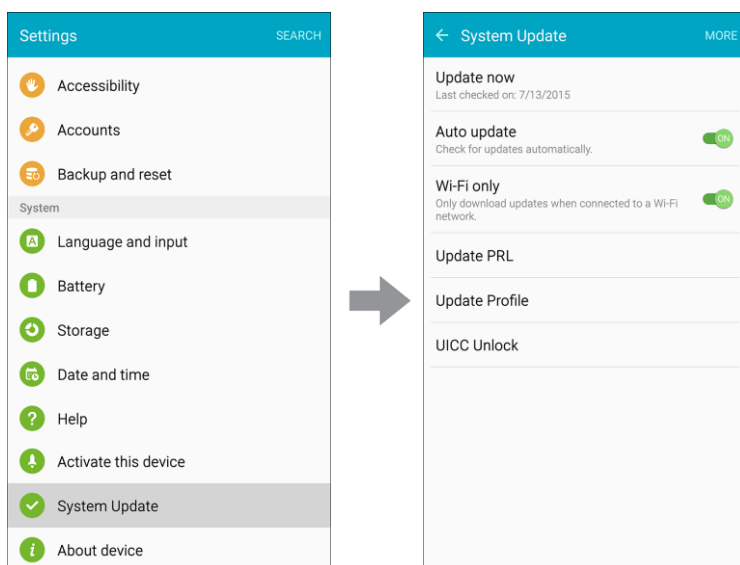 Settings SEARCH
Accessibility
Accounts
Backup and reset
System
Language and input
Battery
Storage
Date and time
Help
Activate this device
System Update
About device
System Update MORE
Update now
Last checked on: 7/13/2015
Auto update
Check for updates automatically.
ON
Wi-Fi only
Only download updates when connected to a Wi-Fi
network.
ON
Update PRL
Update Profile
UICC Unlock